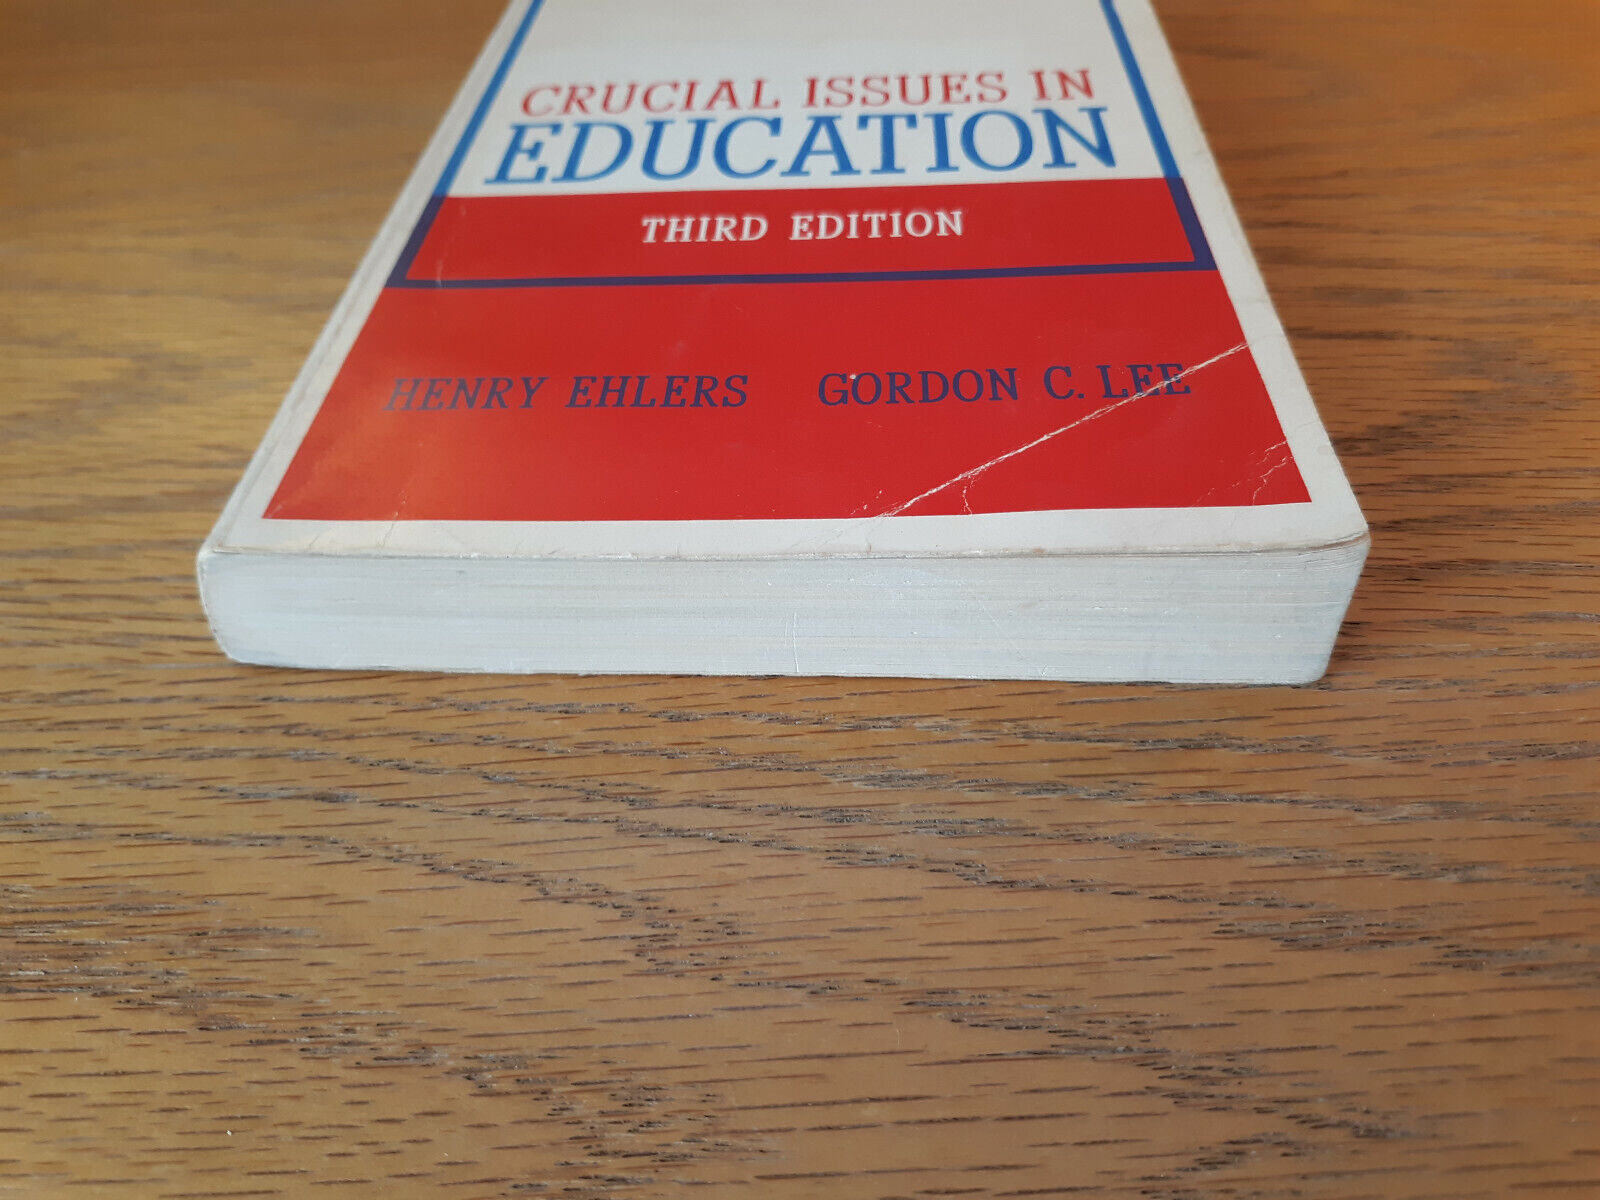 CRUCIAL ISSUES IN
EDUCATION
THIRD EDITION
HENRY EHLERS GORDON C. LEE